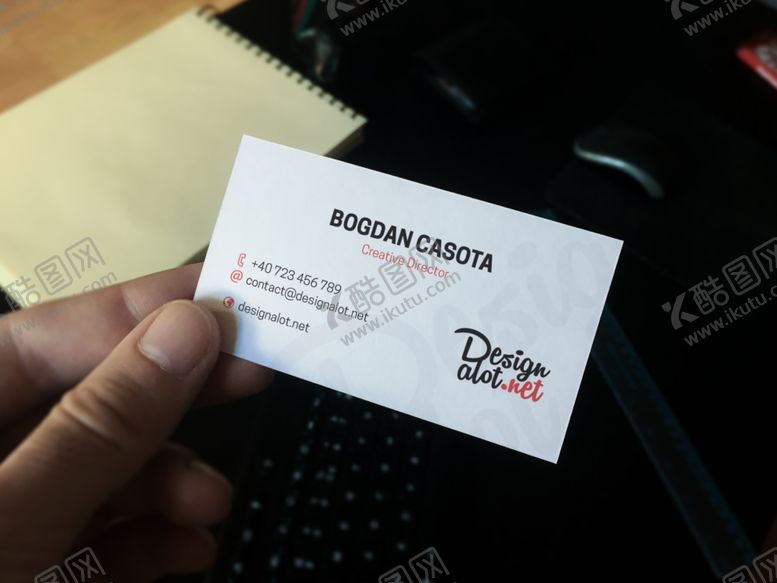 BOGDAN CASOTA
Creative Director
+40 723 456 789
contact@designalot.net
designalot.net
Design
alot.net
酷图网
www.ikutu.com